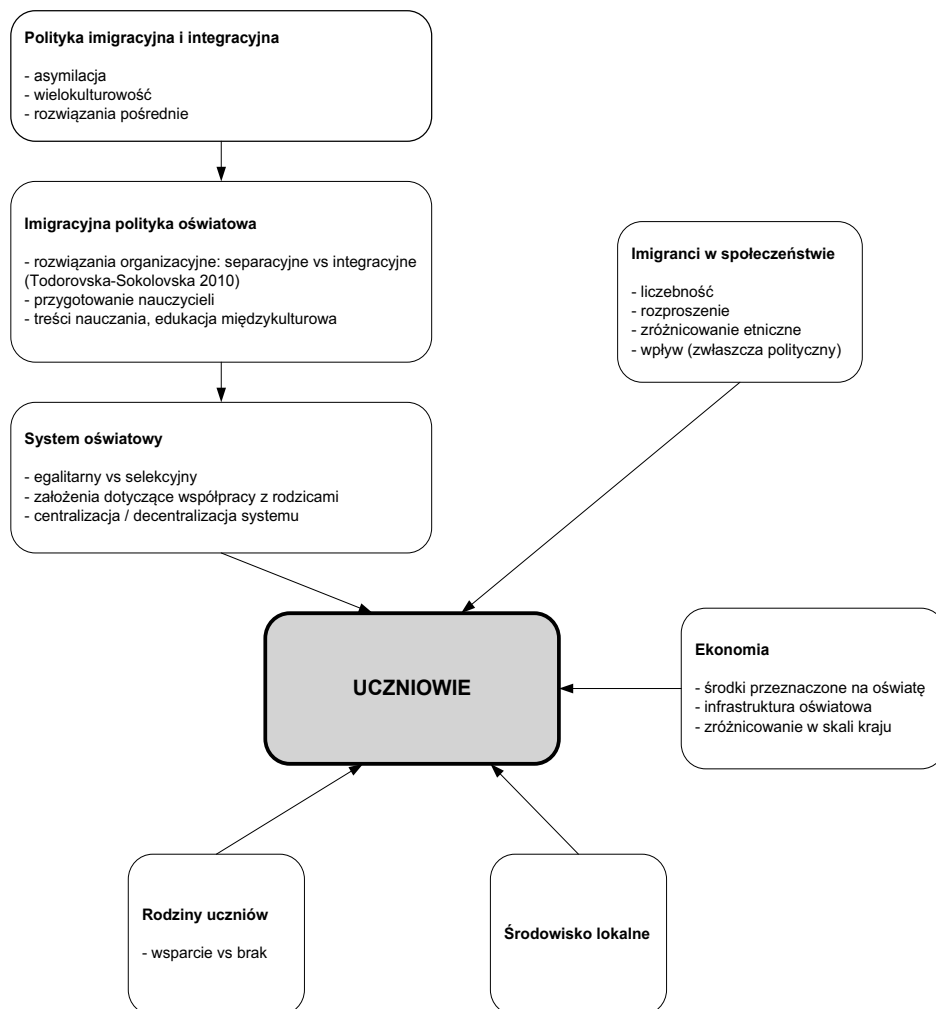 Polityka imigracyjna i integracyjna
- asymilacja
- wielokulturowość
- rozwiązania pośrednie
Imigracyjna polityka oświatowa
- rozwiązania organizacyjne: separacyjne vs integracyjne
(Todorovska-Sokolovska 2010)
- przygotowanie nauczycieli
- treści nauczania, edukacja międzykulturowa
Imigranci w społeczeństwie
- liczebność
- rozproszenie
- zróżnicowanie etniczne
- wpływ (zwłaszcza polityczny)
System oświatowy
- egalitarny vs selekcyjny
- założenia dotyczące współpracy z rodzicami
- centralizacja / decentralizacja systemu
UCZNIOWIE
Ekonomia
- środki przeznaczone na oświatę
- infrastruktura oświatowa
- zróżnicowanie w skali kraju
Rodziny uczniów
- wsparcie vs brak
Środowisko lokalne